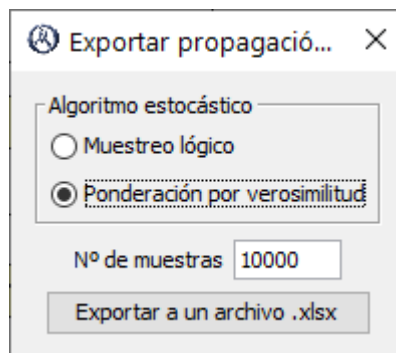 Exportar propagació...
Algoritmo estocástico
Muestreo lógico
Ponderación por verosimilitud
Nº de muestras 10000
Exportar a un archivo .xlsx